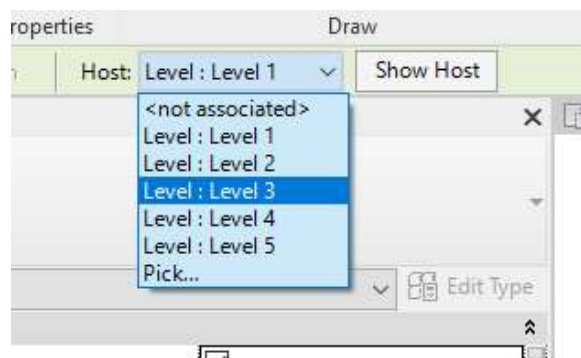 Properties Draw
Host: Level : Level 1 Show Host
<not associated>
Level : Level 1
Level : Level 2
Level : Level 3
Level : Level 4
Level : Level 5
Pick...
Edit Type